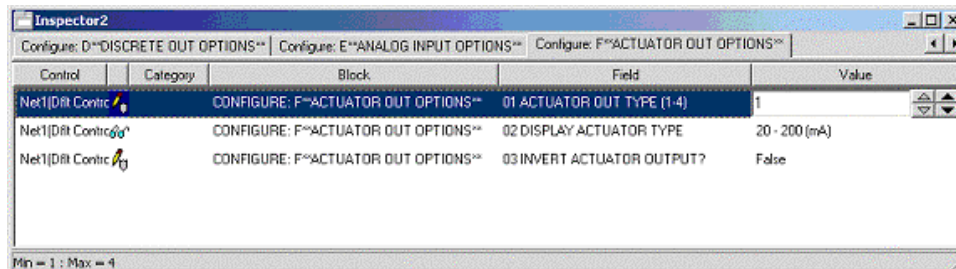 Inspector2
Configure: D**DISCRETE OUT OPTIONS** Configure: E**ANALOG INPUT OPTIONS** Configure: F**ACTUATOR OUT OPTIONS**
Control Category Block Field Value
Net1|Dflt Contrc CONFIGURE: F**ACTUATOR OUT OPTIONS** 01 ACTUATOR OUT TYPE (1-4) 1
Net1|Dflt Contrc CONFIGURE: F**ACTUATOR OUT OPTIONS** 02 DISPLAY ACTUATOR TYPE 20 - 200 (mA)
Net1|Dflt Contrc CONFIGURE: F**ACTUATOR OUT OPTIONS** 03 INVERT ACTUATOR OUTPUT? False
Min = 1 : Max = 4